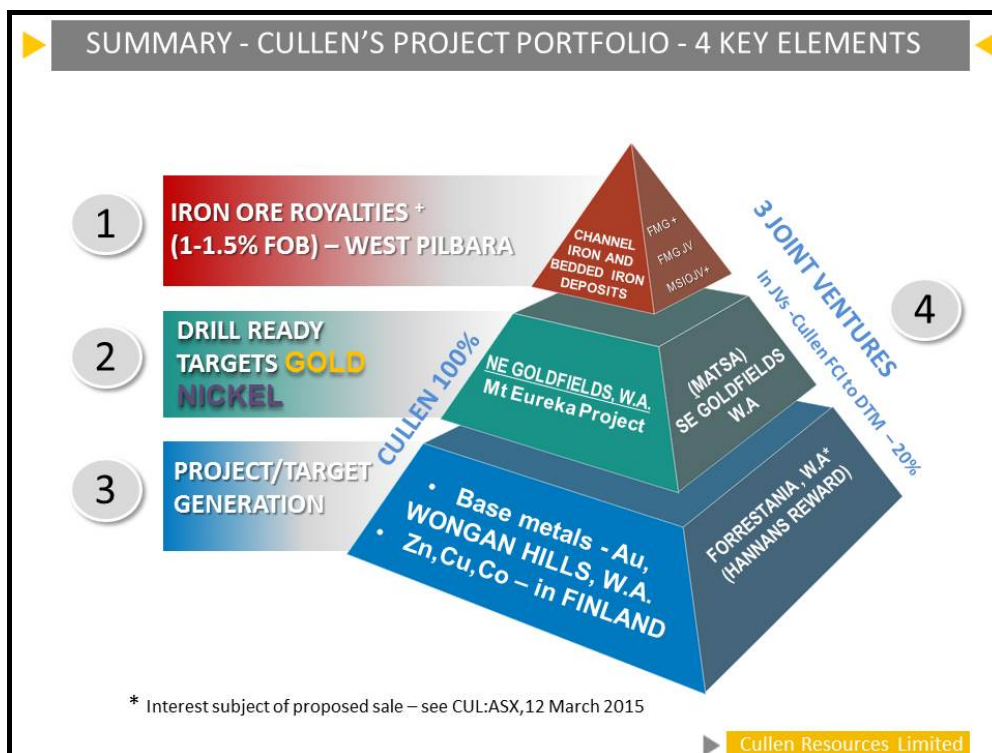 SUMMARY - CULLEN'S PROJECT PORTFOLIO - 4 KEY ELEMENTS
1
IRON ORE ROYALTIES +
(1-1.5% FOB) – WEST PILBARA
CHANNEL
IRON AND
BEDDED IRON
DEPOSITS
FMG +
FMG JV
MSIOJV+
2
DRILL READY
TARGETS GOLD
NICKEL
NE GOLDFIELDS, W.A.
Mt Eureka Project
(MATSA)
SE GOLDFIELDS
W.A
3
PROJECT/TARGET
GENERATION
• Base metals - Au,
WONGAN HILLS, W.A.
• Zn,Cu,Co – in FINLAND
FORRESTANIA, W.A*
(HANNANS REWARD)
CULLEN 100%
3 JOINT VENTURES
In JVs -Cullen FCI to DTM – 20%
4
* Interest subject of proposed sale – see CUL:ASX,12 March 2015
Cullen Resources Limited